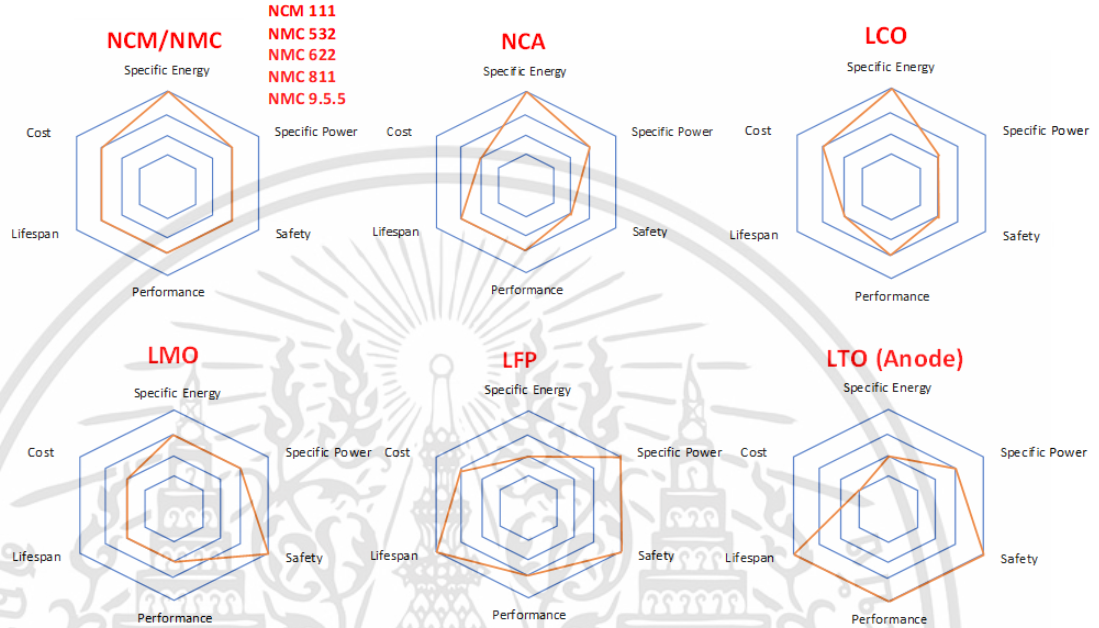 NCM/NMC
NCM 111
NMC 532
NMC 622
NMC 811
NMC 9.5.5
Specific Energy
Cost
Specific Power
Lifespan
Safety
Performance
NCA
Specific Energy
Cost
Specific Power
Lifespan
Safety
Performance
LCO
Specific Energy
Cost
Specific Power
Lifespan
Safety
Performance
LMO
Specific Energy
Cost
Specific Power
Lifespan
Safety
Performance
LFP
Specific Energy
Cost
Specific Power
Lifespan
Safety
Performance
LTO (Anode)
Specific Energy
Cost
Specific Power
Lifespan
Safety
Performance